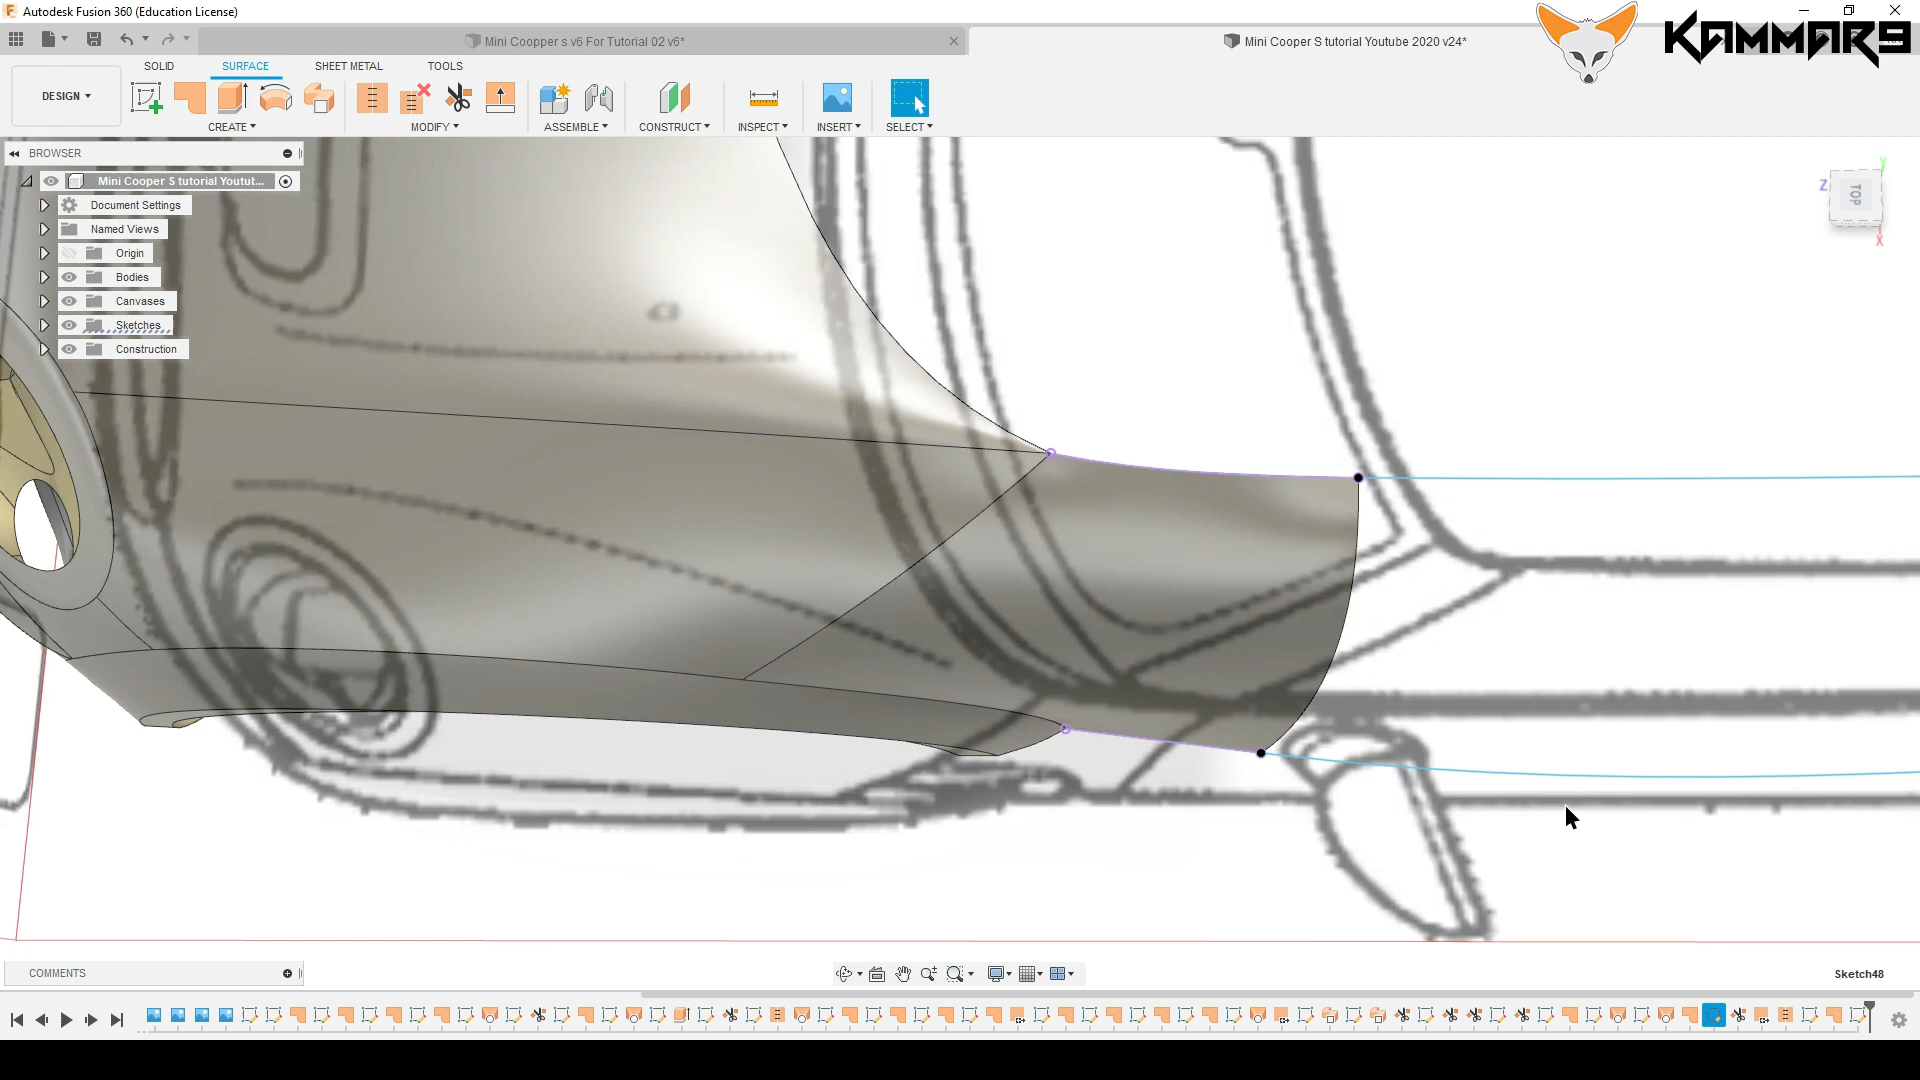 Autodesk Fusion 360 (Education License)
KAMMAR9
Mini Coopper s v6 For Tutorial 02 v6*
Mini Cooper S tutorial Youtube 2020 v24*
DESIGN
SOLID SURFACE SHEET METAL TOOLS
CREATE MODIFY ASSEMBLE CONSTRUCT INSPECT INSERT SELECT
BROWSER
Mini Cooper S tutorial Youtut...
Document Settings
Named Views
Origin
Bodies
Canvases
Sketches
Construction
Y
Z
TOP
X
COMMENTS
Sketch48